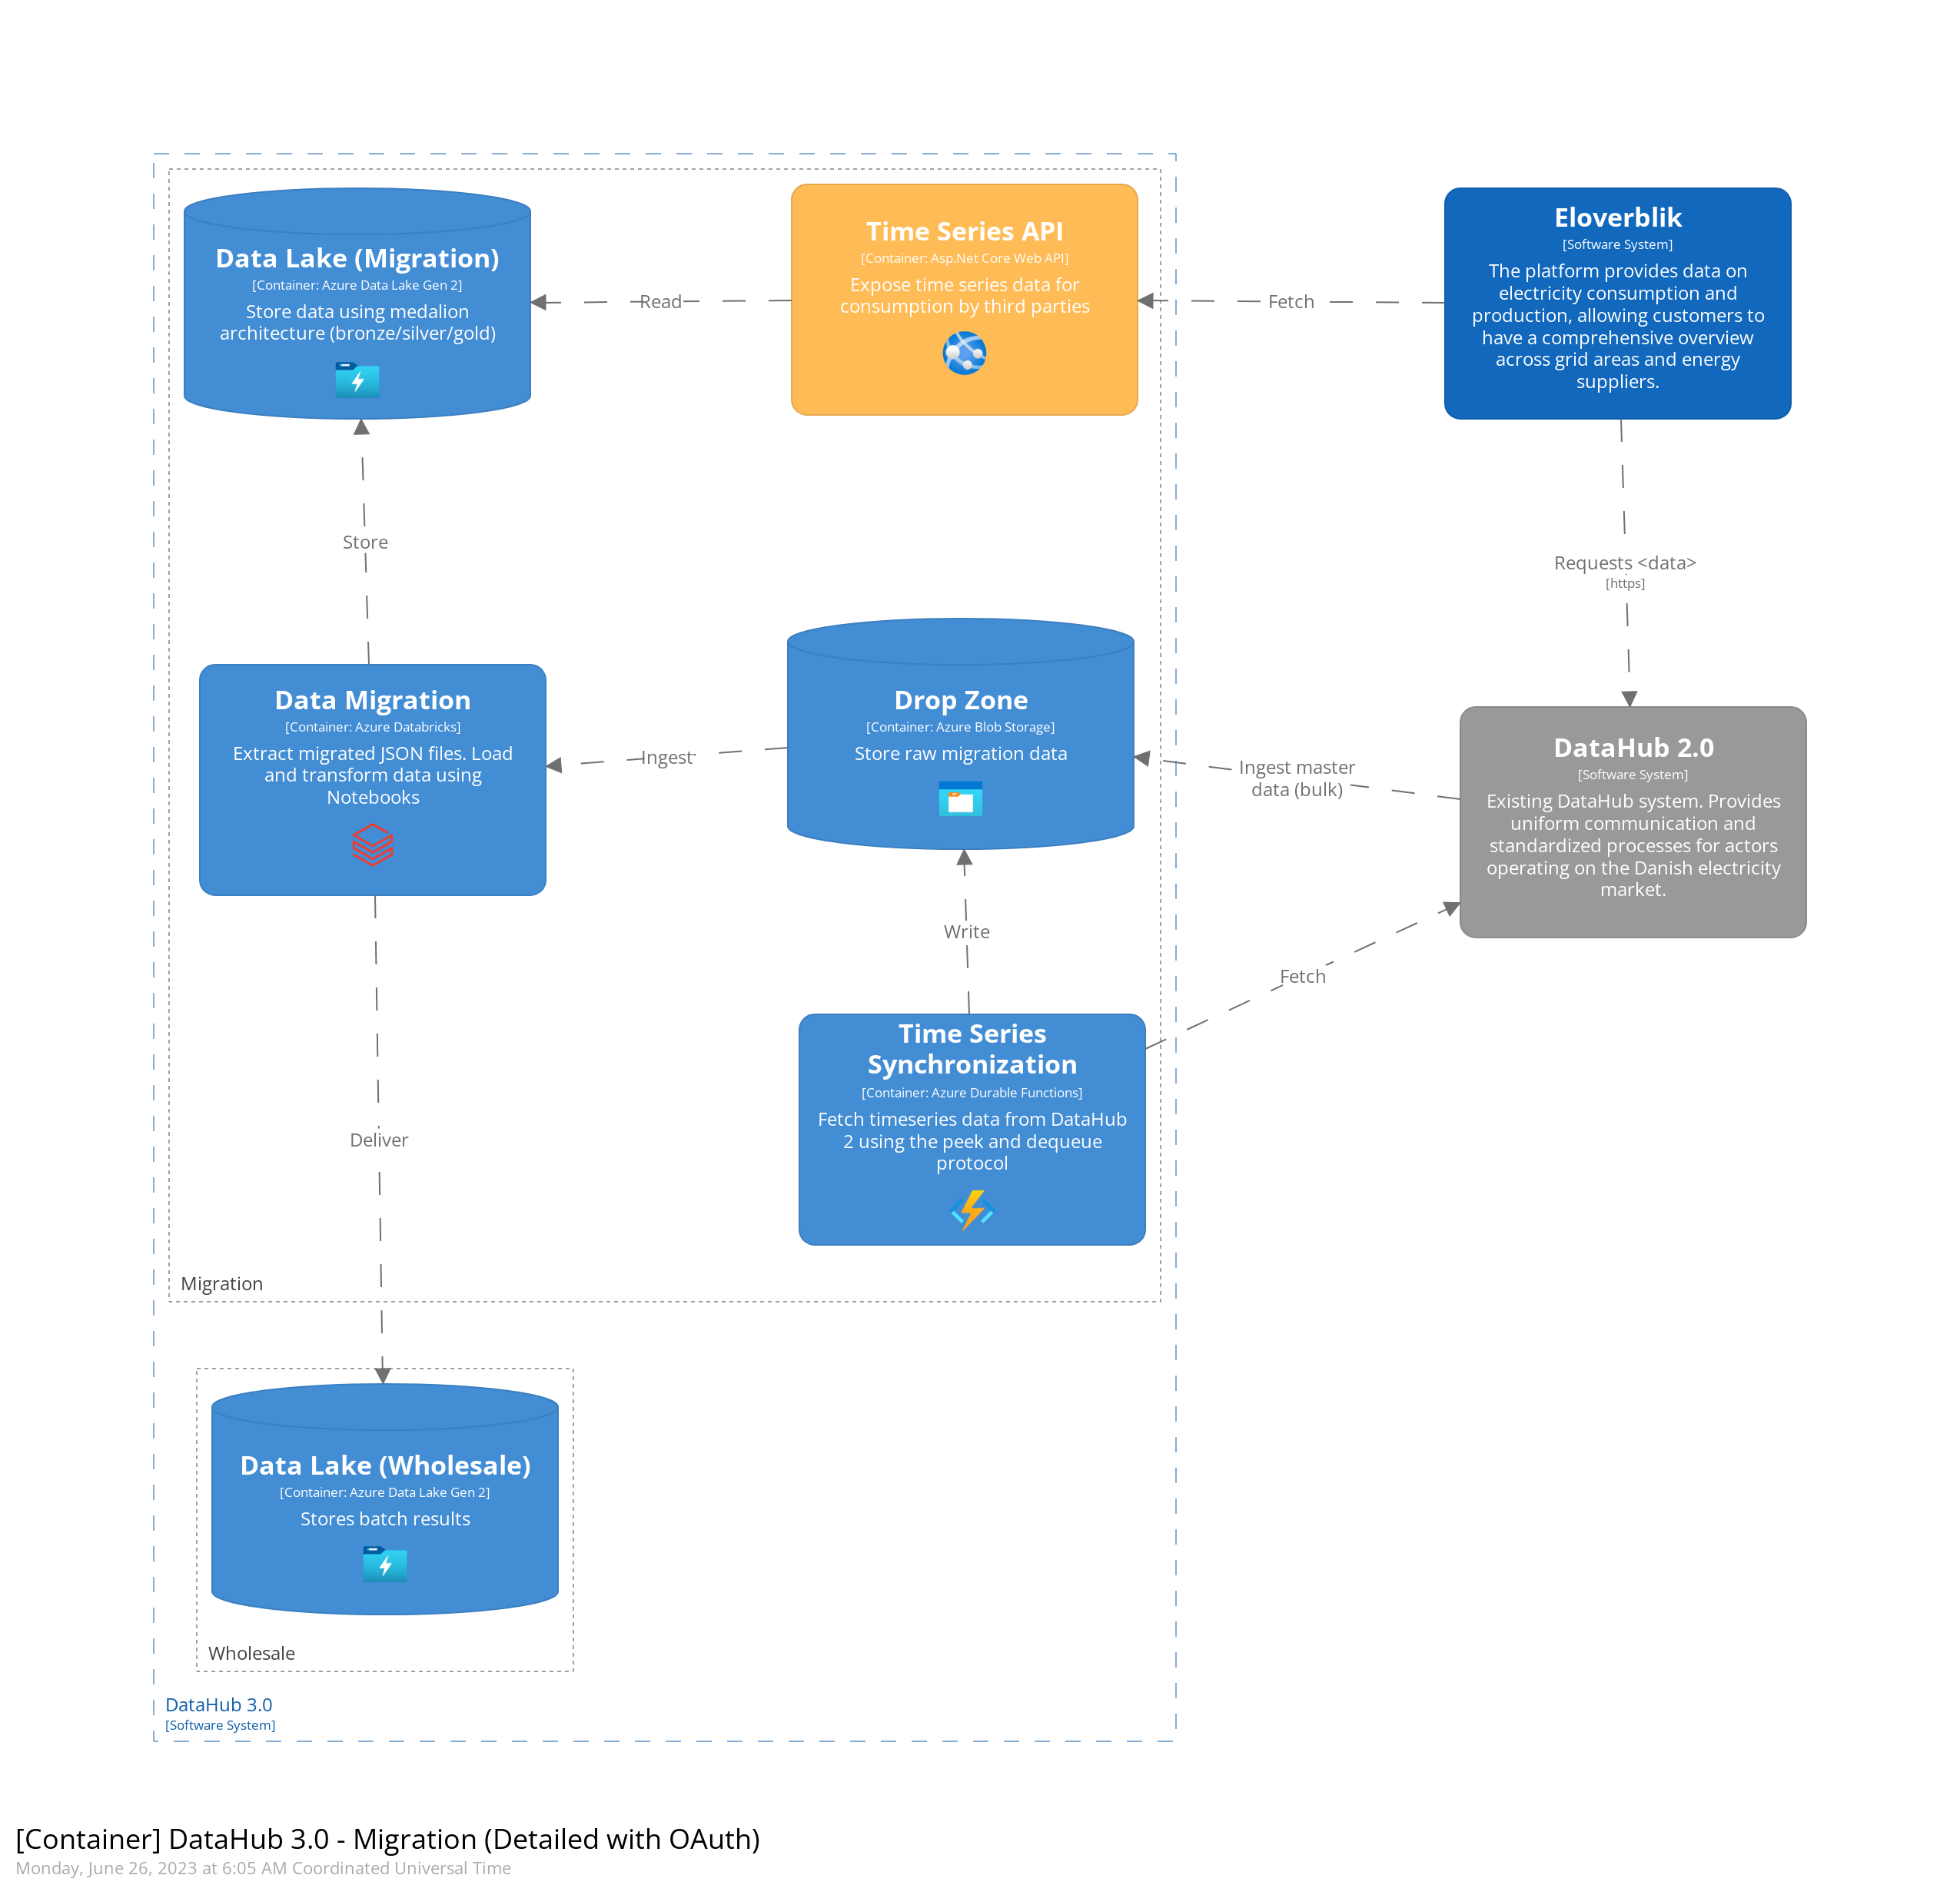 Data Lake (Migration)
[Container: Azure Data Lake Gen 2]
Store data using medalion
architecture (bronze/silver/gold)
Read
Time Series API
[Container: Asp.Net Core Web API]
Expose time series data for
consumption by third parties
Fetch
Eloverblik
[Software System]
The platform provides data on
electricity consumption and
production, allowing customers to
have a comprehensive overview
across grid areas and energy
suppliers.
Store
Requests <data>
[https]
Data Migration
[Container: Azure Databricks]
Extract migrated JSON files. Load
and transform data using
Notebooks
Ingest
Drop Zone
[Container: Azure Blob Storage]
Store raw migration data
Ingest master
data (bulk)
DataHub 2.0
[Software System]
Existing DataHub system. Provides
uniform communication and
standardized processes for actors
operating on the Danish electricity
market.
Write
Fetch
Time Series
Synchronization
[Container: Azure Durable Functions]
Fetch timeseries data from DataHub
2 using the peek and dequeue
protocol
Deliver
Migration
Data Lake (Wholesale)
[Container: Azure Data Lake Gen 2]
Stores batch results
Wholesale
DataHub 3.0
[Software System]
[Container] DataHub 3.0 - Migration (Detailed with OAuth)
Monday, June 26, 2023 at 6:05 AM Coordinated Universal Time